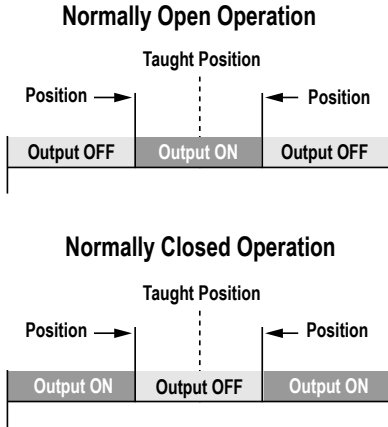 Normally Open Operation
Taught Position
Position Position
Output OFF Output ON Output OFF
Normally Closed Operation
Taught Position
Position Position
Output ON Output OFF Output ON